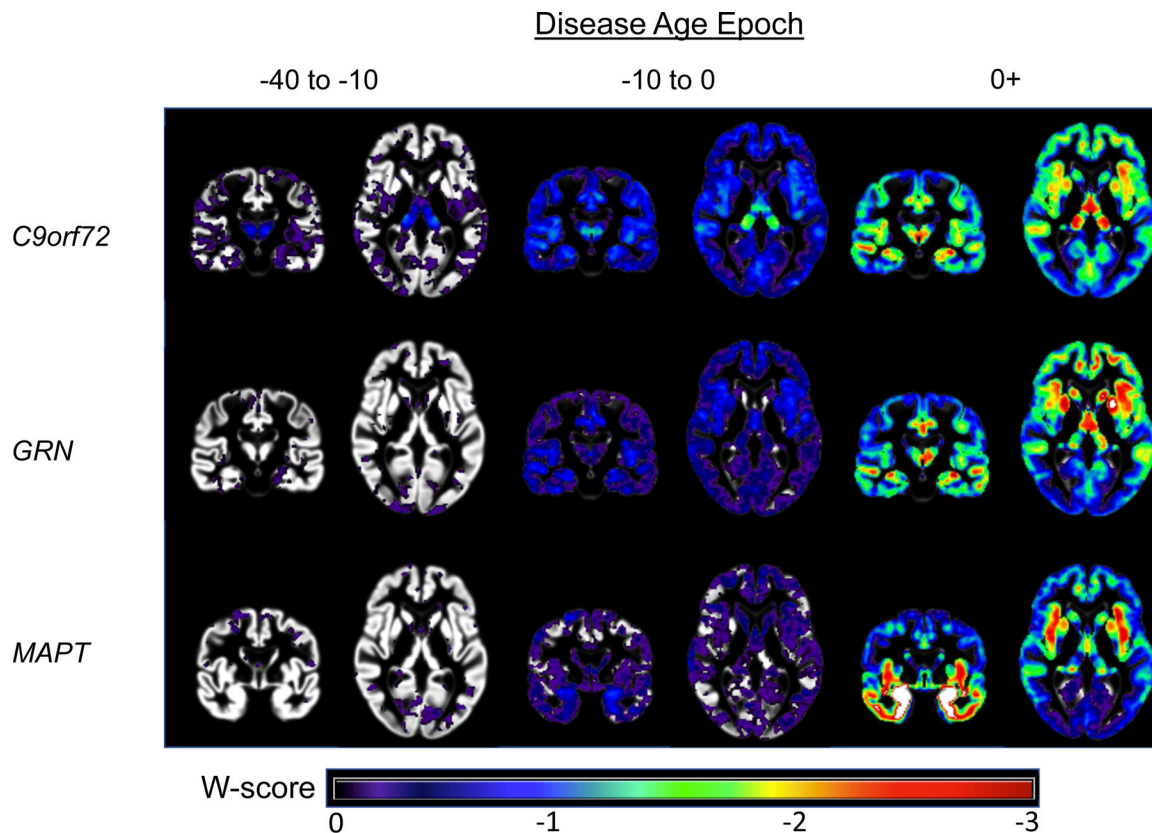 Disease Age Epoch
-40 to -10 -10 to 0 0+
C9orf72
GRN
MAPT
W-score
0 -1 -2 -3